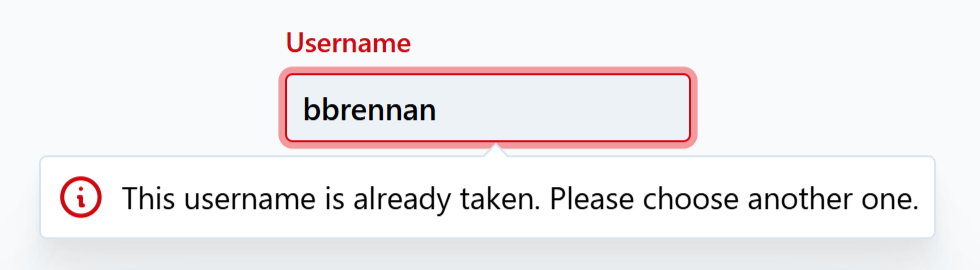 Username
bbrennan
This username is already taken. Please choose another one.